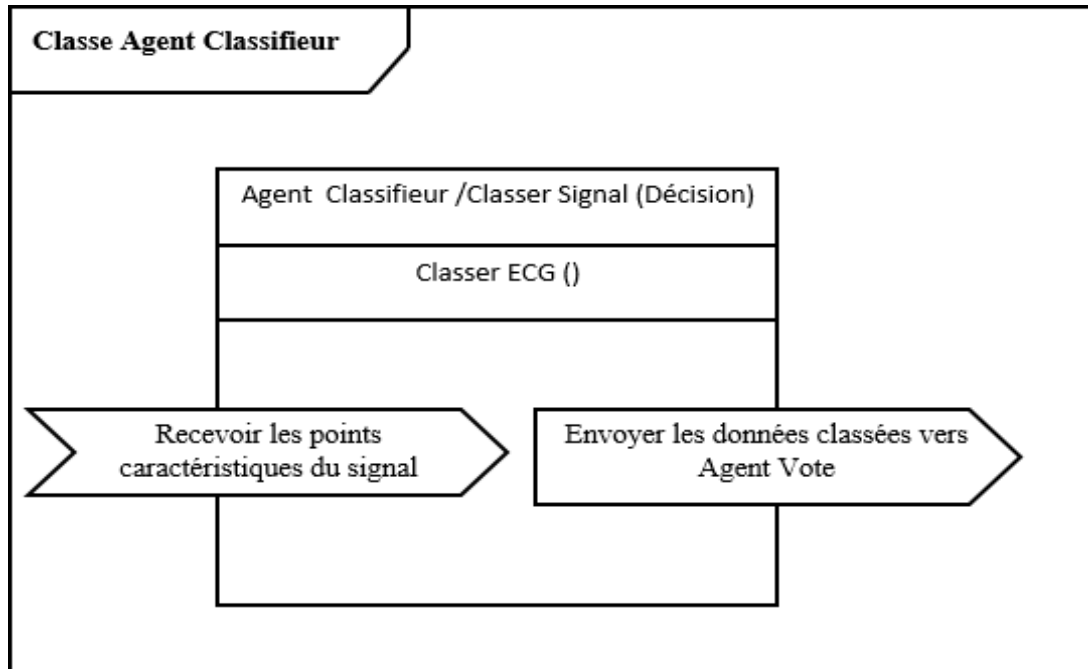 Classe Agent Classifieur
Agent Classifieur /Classer Signal (Décision)
Classer ECG ()
Recevoir les points
caractéristiques du signal
Envoyer les données classées vers
Agent Vote